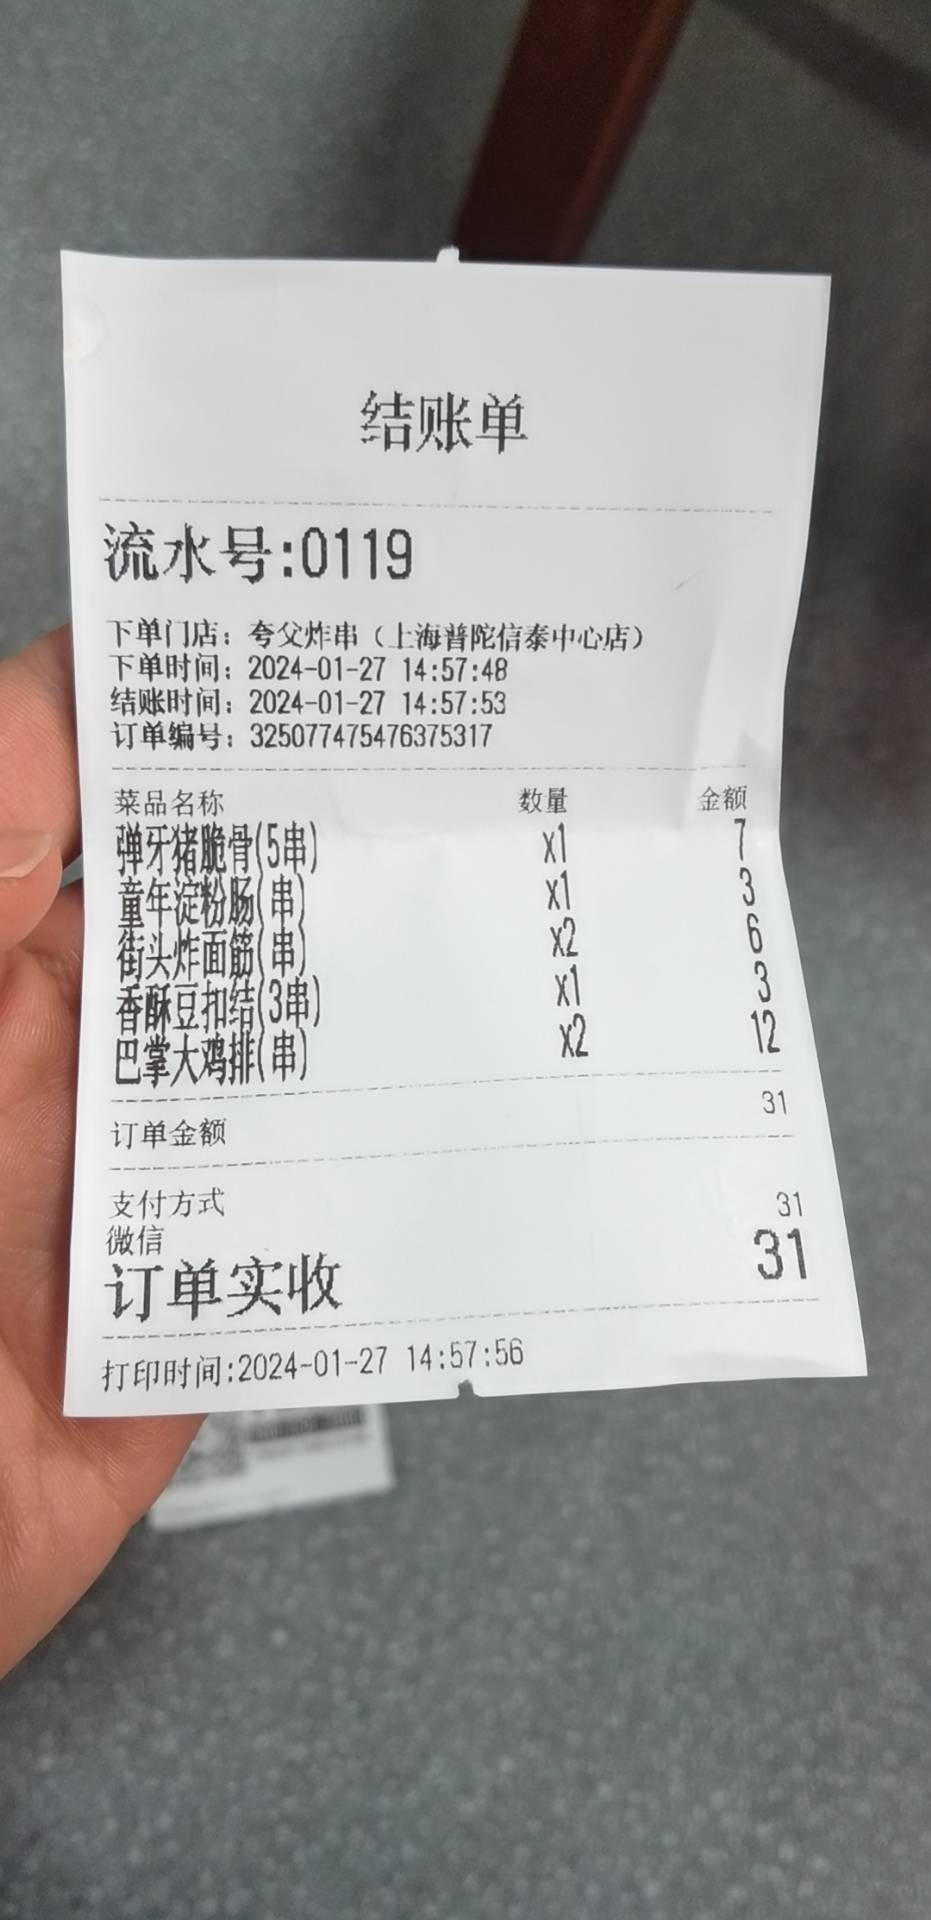 结账单
流水号:0119
下单门店：夸父炸串（上海普陀信泰中心店）
下单时间：2024-01-27 14:57:48
结账时间：2024-01-27 14:57:53
订单编号：325077475476375317
菜品名称 数量 金额
弹牙猪脆骨(5串) x1 7
童年淀粉肠(串) x1 3
街头炸面筋(串) x2 6
香酥豆扣结(3串) x1 3
巴掌大鸡排(串) x2 12
订单金额 31
支付方式
微信 31
订单实收 31
打印时间:2024-01-27 14:57:56